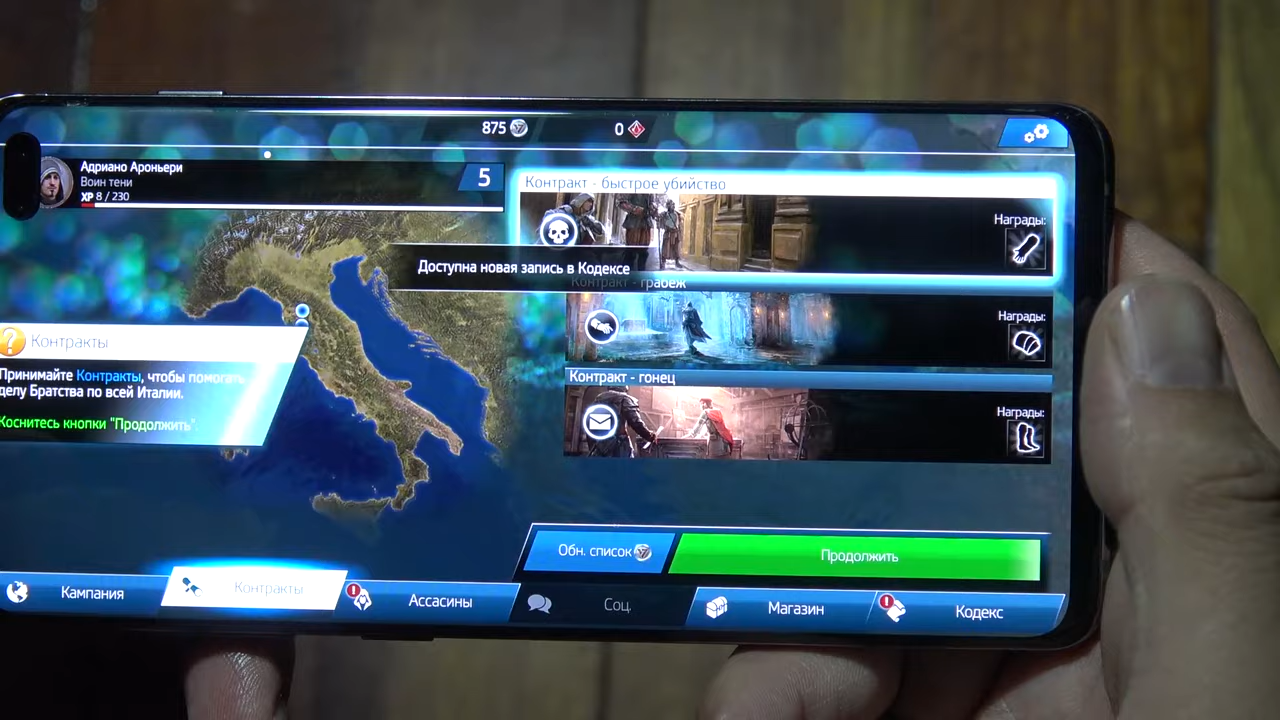 875
0
Адриано Ароньери
Воин тени
XP 8 / 230
5
Контракт - быстрое убийство
Награды:
Доступна новая запись в Кодексе
Контракт - грабеж
Награды:
Контракт - гонец
Награды:
? Контракты
Принимайте Контракты, чтобы помогать
делу Братства по всей Италии.
Коснитесь кнопки "Продолжить".
Обн. список
Продолжить
Кампания
Контракты
! Ассасины
Соц.
Магазин
! Кодекс